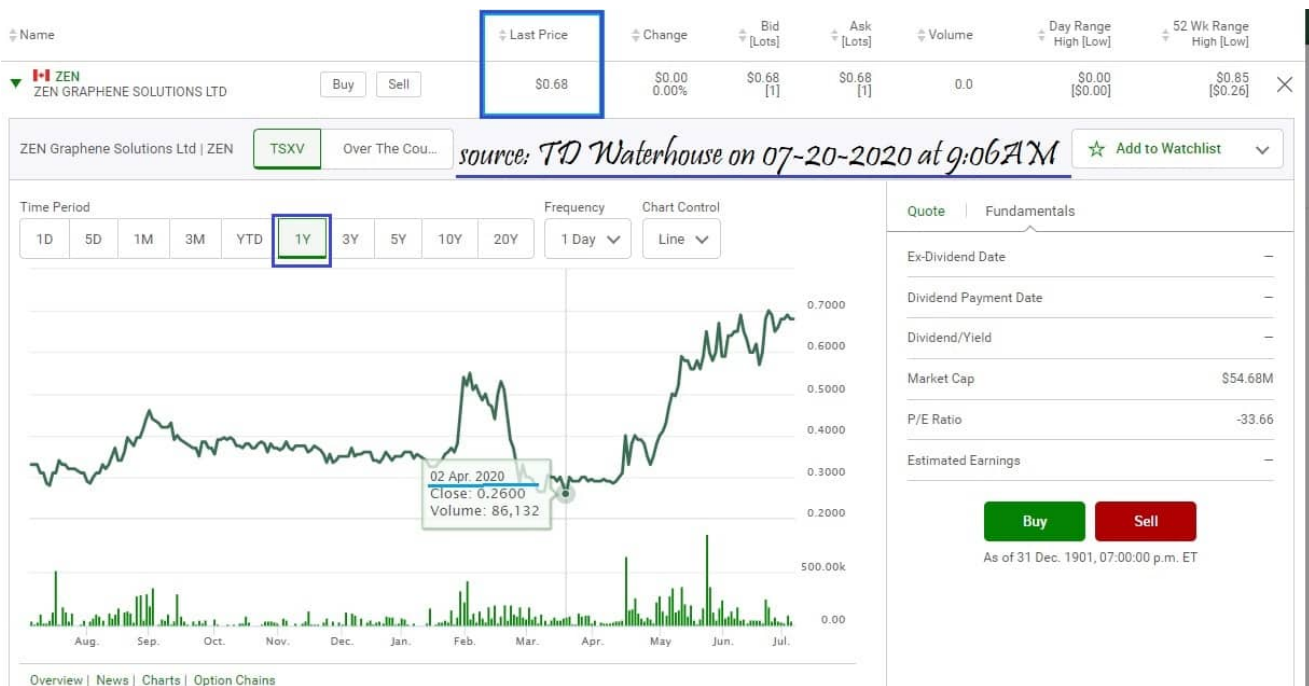 Name Last Price Change Bid [Lots] Ask [Lots] Volume Day Range High [Low] 52 Wk Range High [Low]
ZEN Buy Sell $0.68 $0.00 0.00% $0.68 [1] $0.68 [1] 0.0 $0.00 [$0.00] $0.85 [$0.26]
ZEN GRAPHENE SOLUTIONS LTD
ZEN Graphene Solutions Ltd | ZEN TSXV Over The Cou... source: TD Waterhouse on 07-20-2020 at 9:06AM Add to Watchlist
Time Period Frequency Chart Control
1D 5D 1M 3M YTD 1Y 3Y 5Y 10Y 20Y 1 Day Line
0.7000
0.6000
0.5000
0.4000
0.3000
0.2000
02 Apr. 2020
Close: 0.2600
Volume: 86,132
500.00k
0.00
Aug. Sep. Oct. Nov. Dec. Jan. Feb. Mar. Apr. May Jun. Jul.
Overview | News | Charts | Option Chains
Quote | Fundamentals
Ex-Dividend Date –
Dividend Payment Date –
Dividend/Yield –
Market Cap $54.68M
P/E Ratio -33.66
Estimated Earnings –
Buy Sell
As of 31 Dec. 1901, 07:00:00 p.m. ET